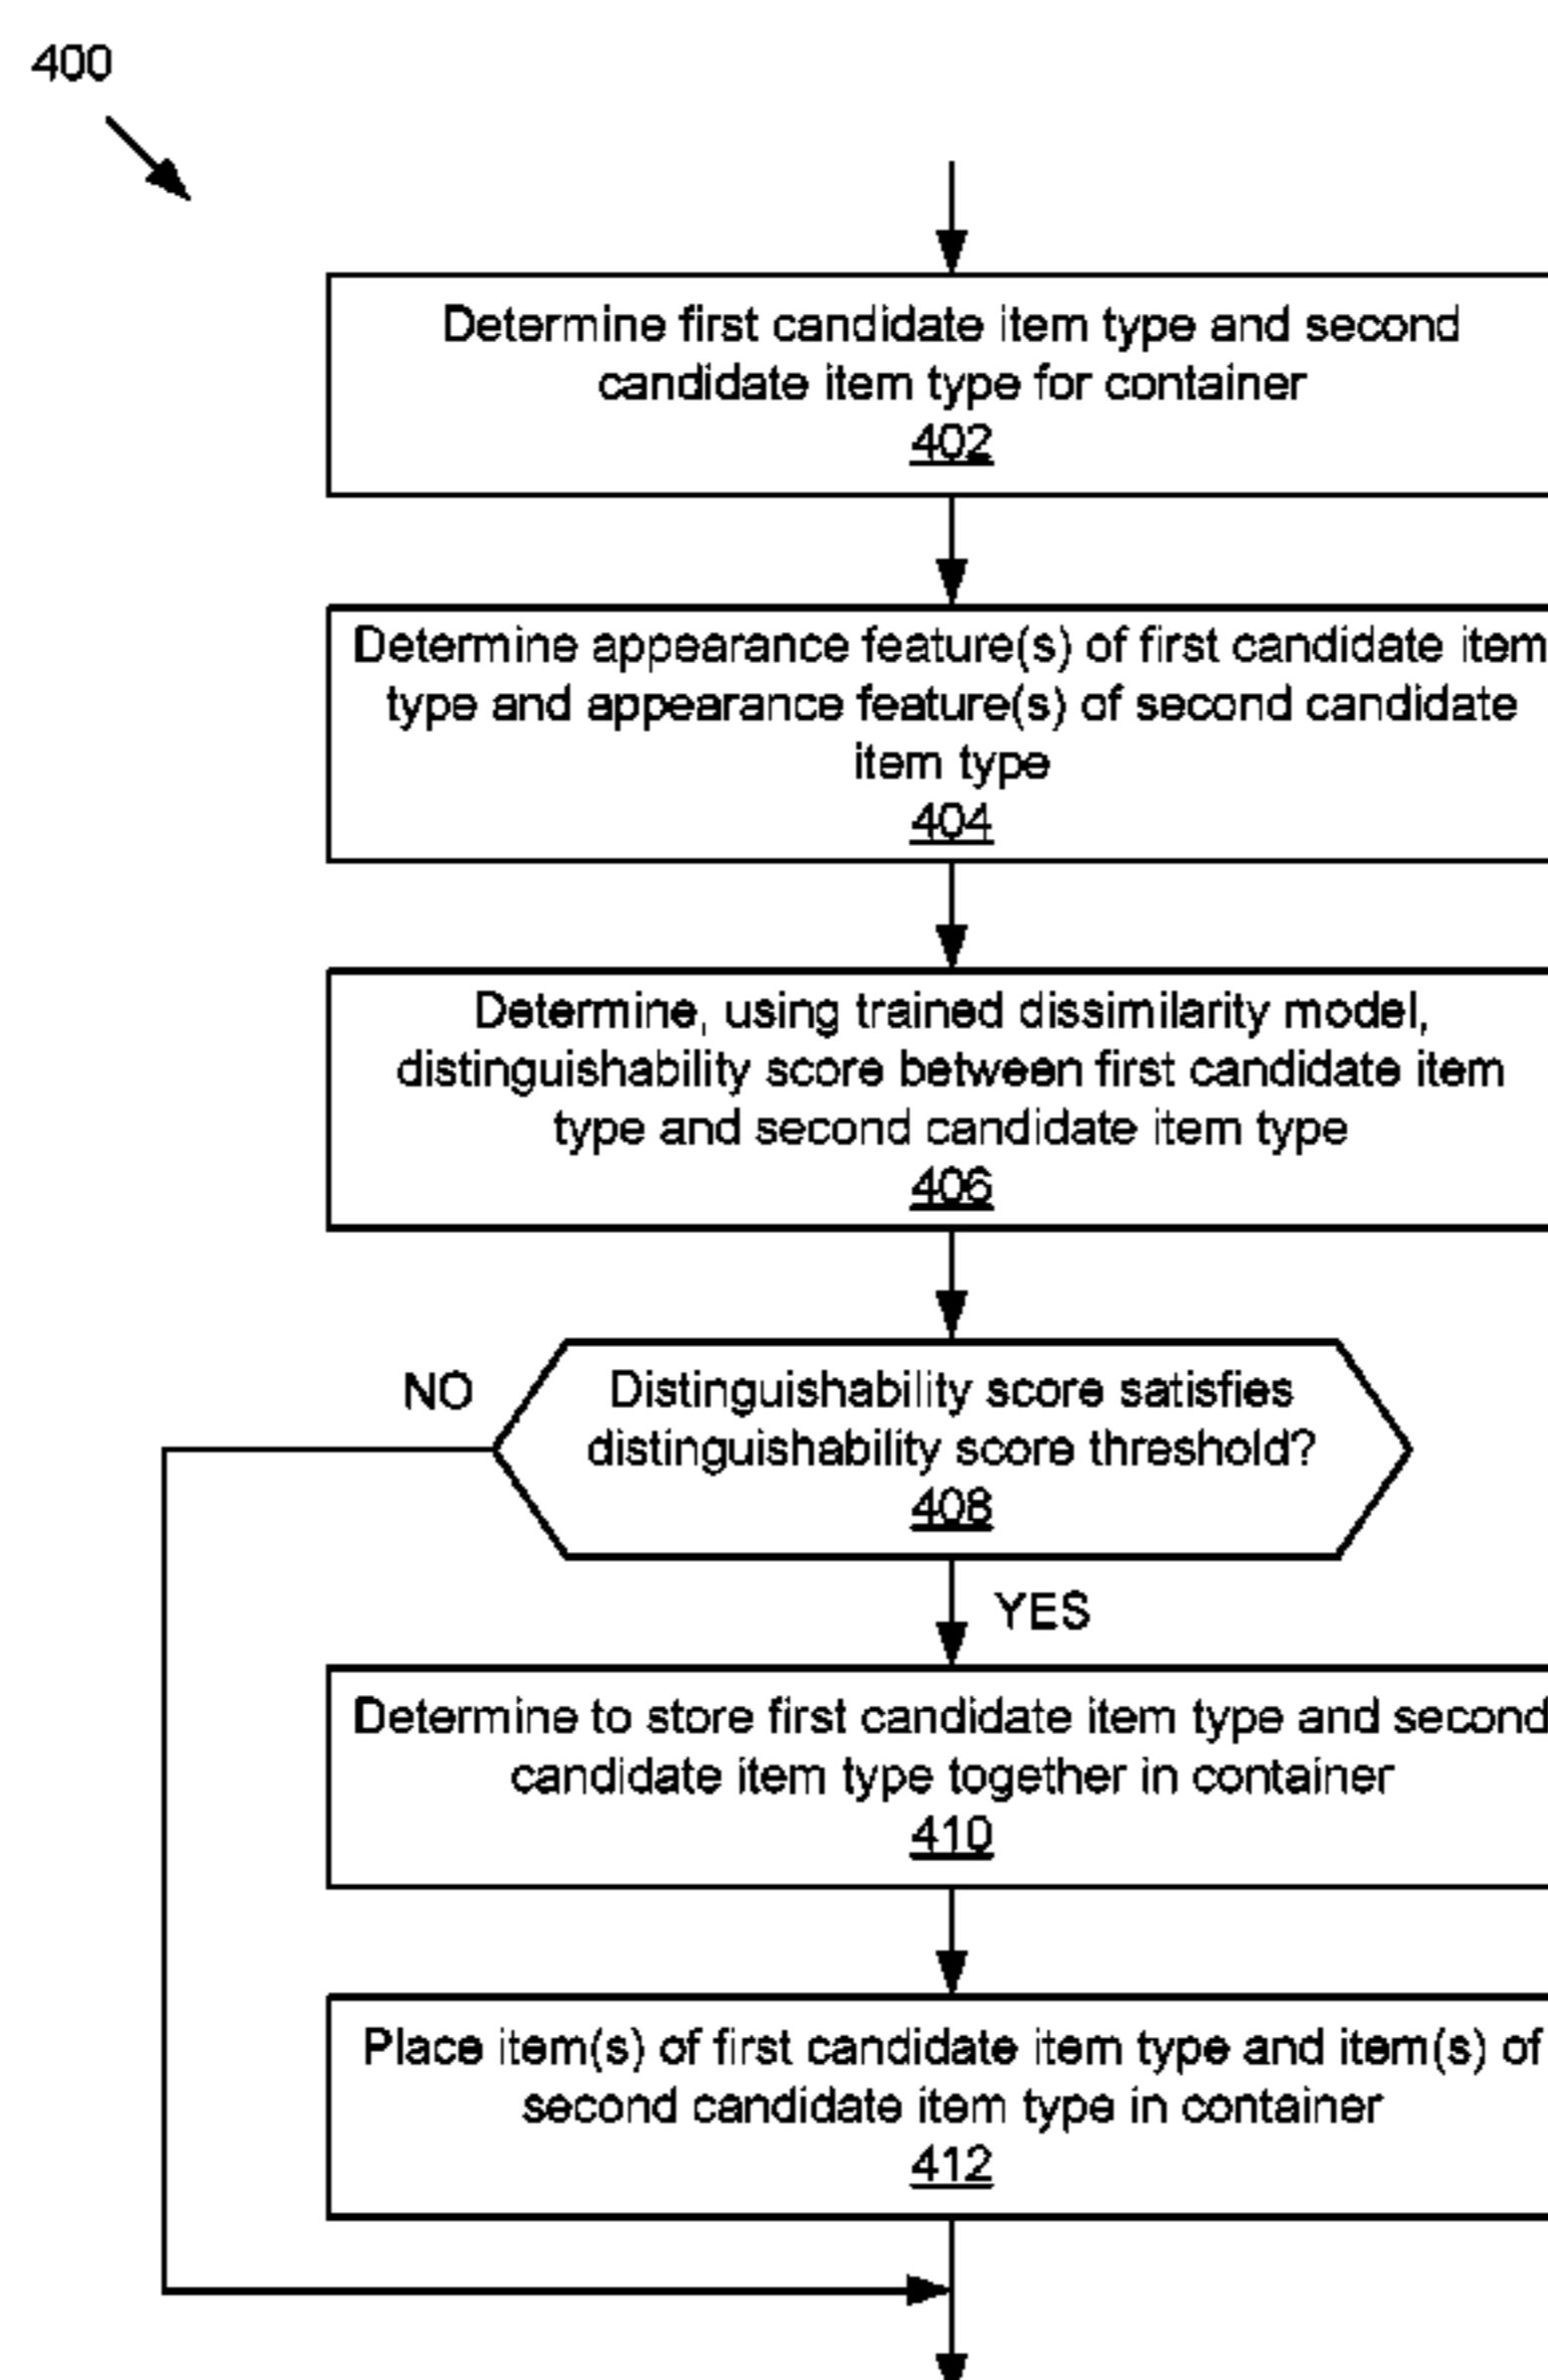 400
Determine first candidate item type and second
candidate item type for container
402
Determine appearance feature(s) of first candidate item
type and appearance feature(s) of second candidate
item type
404
Determine, using trained dissimilarity model,
distinguishability score between first candidate item
type and second candidate item type
406
NO
Distinguishability score satisfies
distinguishability score threshold?
408
YES
Determine to store first candidate item type and second
candidate item type together in container
410
Place item(s) of first candidate item type and item(s) of
second candidate item type in container
412